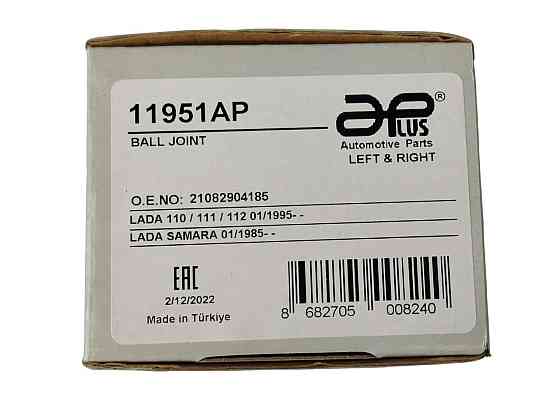 11951AP
BALL JOINT
aPLUS®
Automotive Parts
LEFT & RIGHT
O.E.NO: 21082904185
LADA 110 / 111 / 112 01/1995- -
LADA SAMARA 01/1985- -
EAC
2/12/2022
Made in Türkiye
8 682705 008240